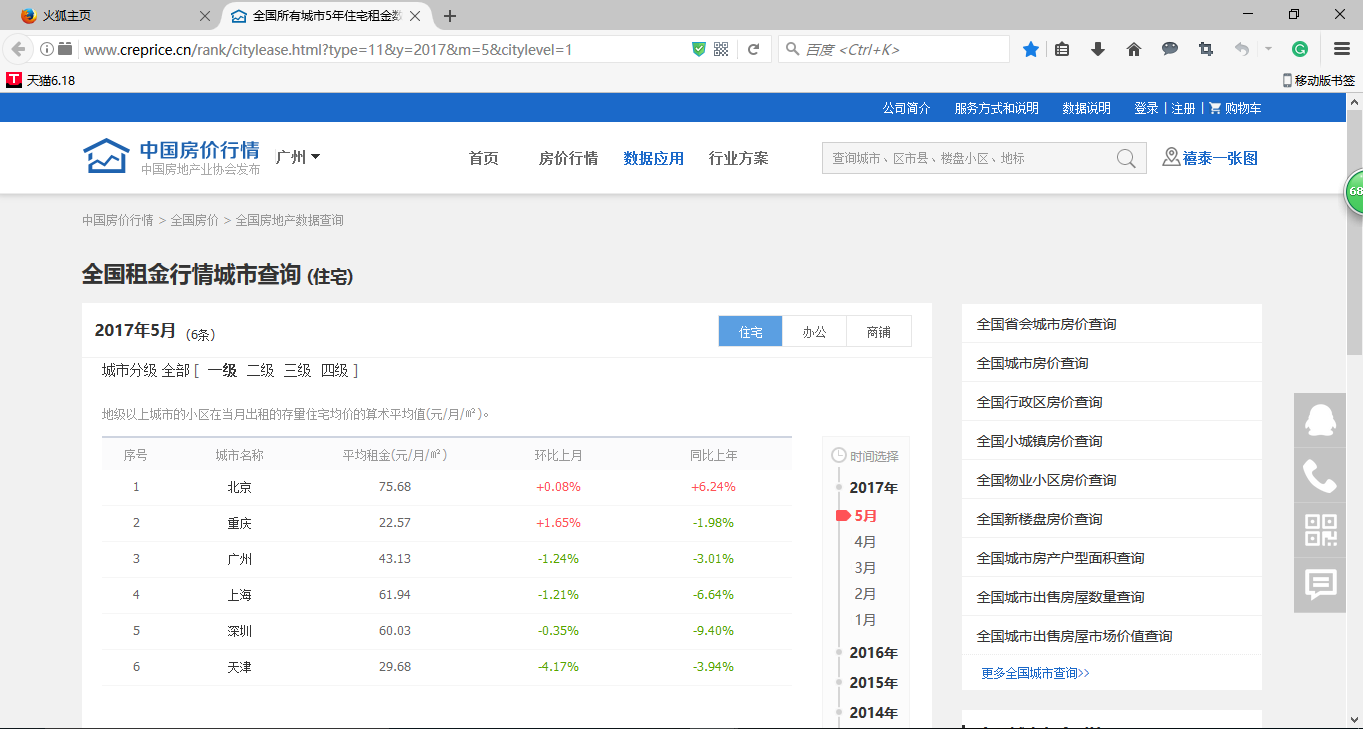 火狐主页
全国所有城市5年住宅租金数
www.creprice.cn/rank/citylease.html?type=11&y=2017&m=5&citylevel=1
百度 <Ctrl+K>
天猫6.18
移动版书签
公司简介 服务方式和说明 数据说明 登录 | 注册 | 购物车
中国房价行情
中国房地产业协会发布
广州
首页 房价行情 数据应用 行业方案
查询城市、区市县、楼盘小区、地标
禧泰一张图
68
中国房价行情 > 全国房价 > 全国房地产数据查询
全国租金行情城市查询 (住宅)
2017年5月 (6条)
住宅 办公 商铺
城市分级 全部 [ 一级 二级 三级 四级 ]
地级以上城市的小区在当月出租的存量住宅均价的算术平均值(元/月/㎡)。
序号 城市名称 平均租金(元/月/㎡) 环比上月 同比上年
1 北京 75.68 +0.08% +6.24%
2 重庆 22.57 +1.65% -1.98%
3 广州 43.13 -1.24% -3.01%
4 上海 61.94 -1.21% -6.64%
5 深圳 60.03 -0.35% -9.40%
6 天津 29.68 -4.17% -3.94%
时间选择
2017年
5月
4月
3月
2月
1月
2016年
2015年
2014年
全国省会城市房价查询
全国城市房价查询
全国行政区房价查询
全国小城镇房价查询
全国物业小区房价查询
全国新楼盘房价查询
全国城市房产户型面积查询
全国城市出售房屋数量查询
全国城市出售房屋市场价值查询
更多全国城市查询>>